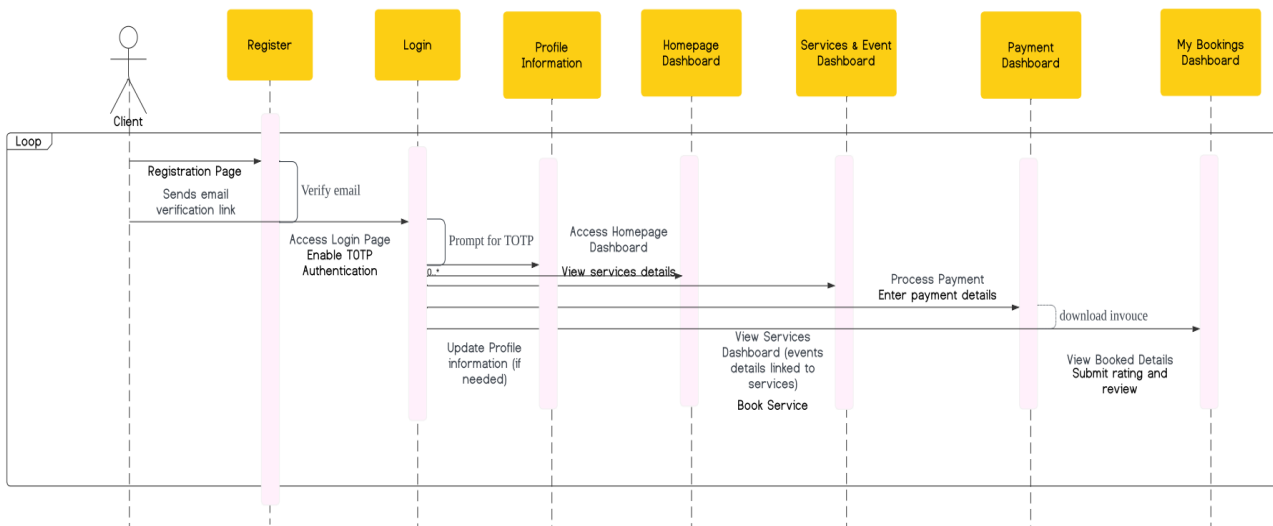 Register
Login
Profile
Information
Homepage
Dashboard
Services & Event
Dashboard
Payment
Dashboard
My Bookings
Dashboard
Client
Loop
Registration Page
Sends email
verification link
Verify email
Access Login Page
Enable TOTP
Authentication
Prompt for TOTP
0..*
Access Homepage
Dashboard
View services details
Process Payment
Enter payment details
download invouce
Update Profile
information (if
needed)
View Services
Dashboard (events
details linked to
services)
Book Service
View Booked Details
Submit rating and
review